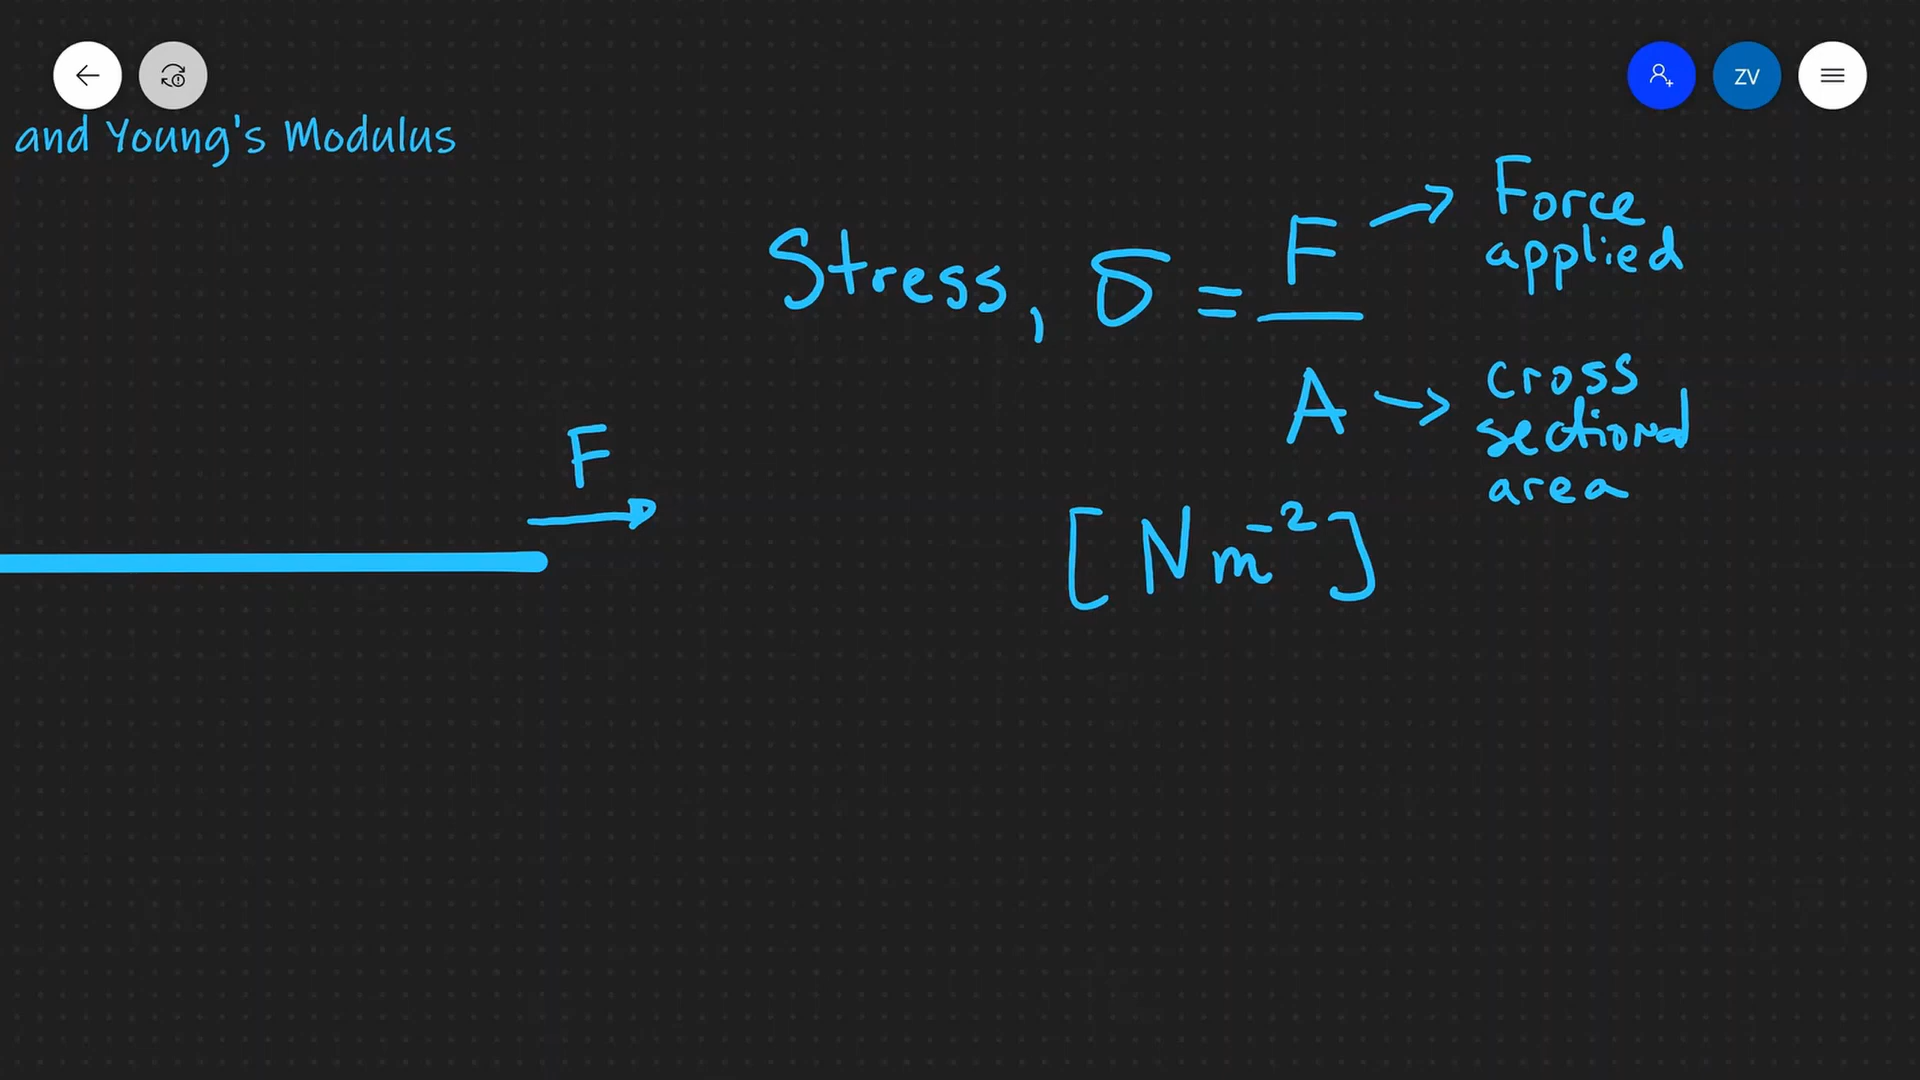 ZV
and Young's Modulus
Stress, σ = F/A
→ Force
applied
→ cross
sectional
area
F
[Nm⁻²]